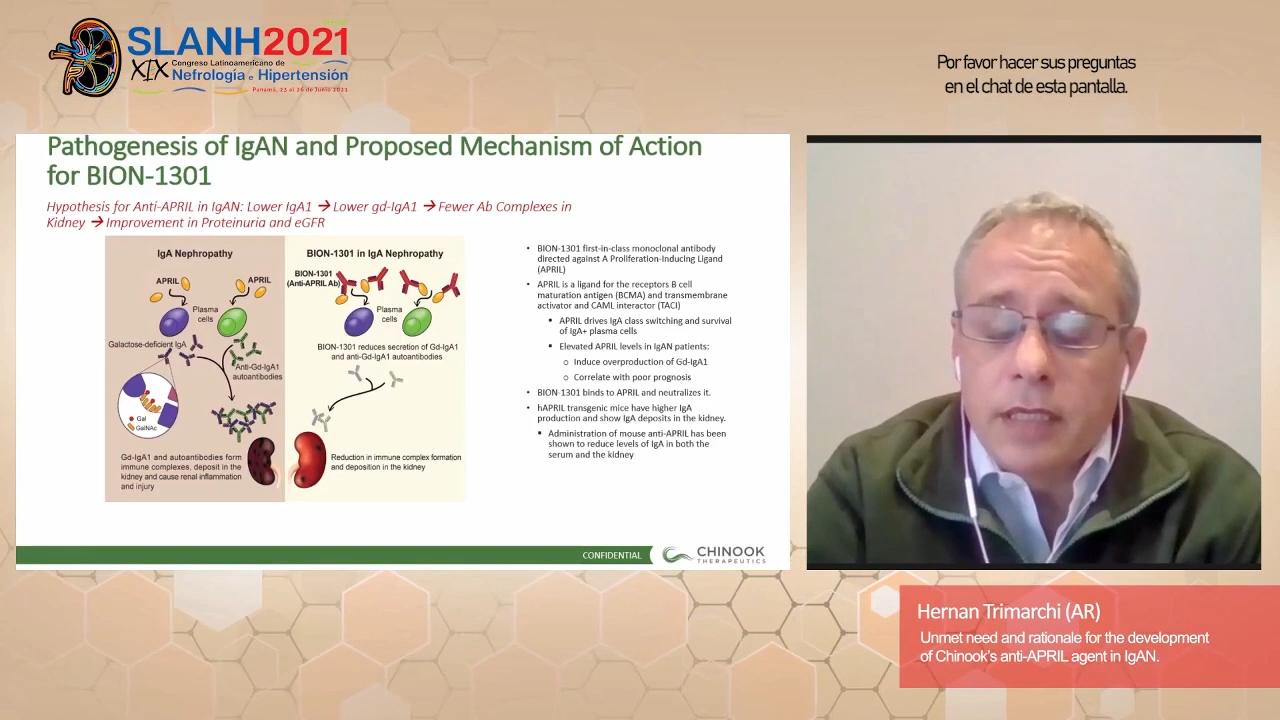 SLANH2021
XIX Congreso Latinoamericano de
Nefrología e Hipertensión
Panamá, 23 al 26 de Junio 2021
Por favor hacer sus preguntas
en el chat de esta pantalla.
Pathogenesis of IgAN and Proposed Mechanism of Action
for BION-1301
Hypothesis for Anti-APRIL in IgAN: Lower IgA1 → Lower gd-IgA1 → Fewer Ab Complexes in
Kidney → Improvement in Proteinuria and eGFR
IgA Nephropathy
APRIL
APRIL
Plasma
cells
Galactose-deficient IgA
Anti-Gd-IgA1
autoantibodies
Gal
GalNAc
Gd-IgA1 and autoantibodies form
immune complexes, deposit in the
kidney and cause renal inflammation
and injury
BION-1301 in IgA Nephropathy
BION-1301
(Anti-APRIL Ab)
Plasma
cells
BION-1301 reduces secretion of Gd-IgA1
and anti-Gd-IgA1 autoantibodies
Reduction in immune complex formation
and deposition in the kidney
• BION-1301 first-in-class monoclonal antibody
directed against A Proliferation-Inducing Ligand
(APRIL)
• APRIL is a ligand for the receptors B cell
maturation antigen (BCMA) and transmembrane
activator and CAML interactor (TACI)
▪ APRIL drives IgA class switching and survival
of IgA+ plasma cells
▪ Elevated APRIL levels in IgAN patients:
o Induce overproduction of Gd-IgA1
o Correlate with poor prognosis
• BION-1301 binds to APRIL and neutralizes it.
• hAPRIL transgenic mice have higher IgA
production and show IgA deposits in the kidney.
▪ Administration of mouse anti-APRIL has been
shown to reduce levels of IgA in both the
serum and the kidney
CONFIDENTIAL
CHINOOK
THERAPEUTICS
Hernan Trimarchi (AR)
Unmet need and rationale for the development
of Chinook's anti-APRIL agent in IgAN.